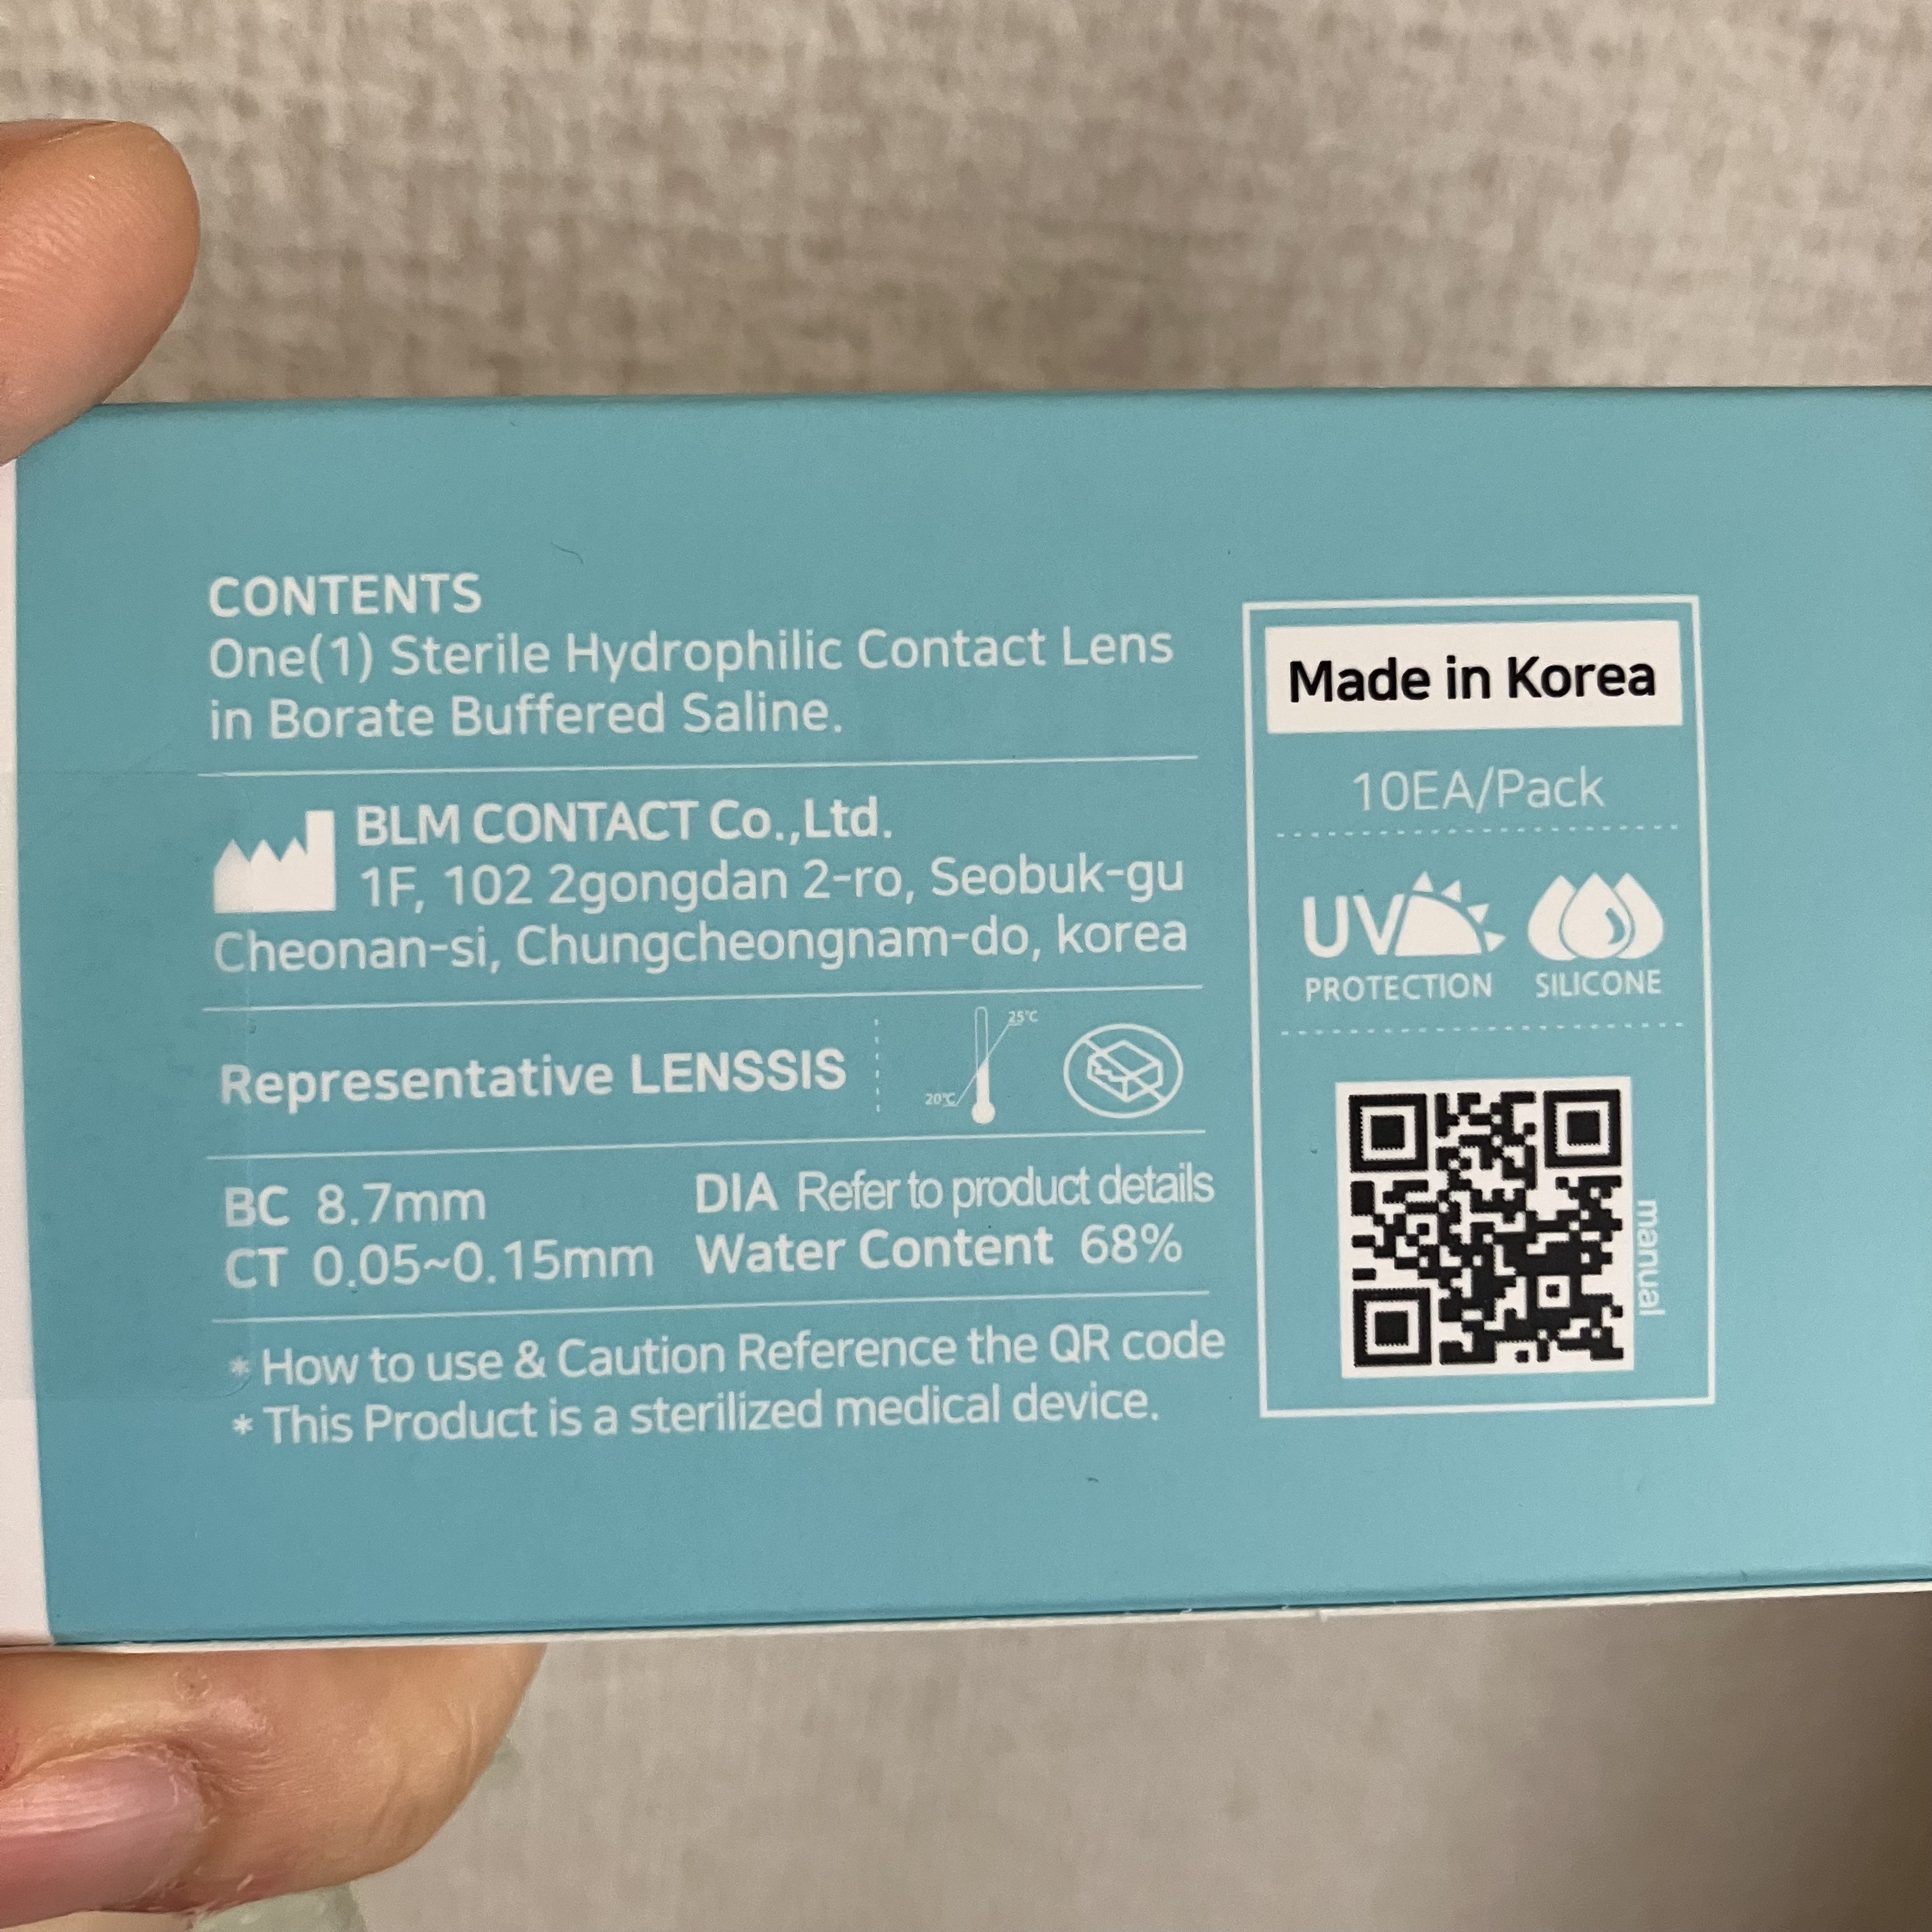 CONTENTS
One(1) Sterile Hydrophilic Contact Lens
in Borate Buffered Saline.
BLM CONTACT Co.,Ltd.
1F, 102 2gongdan 2-ro, Seobuk-gu
Cheonan-si, Chungcheongnam-do, korea
Representative LENSSIS
25℃
20℃
BC 8.7mm
DIA Refer to product details
CT 0.05~0.15mm
Water Content 68%
* How to use & Caution Reference the QR code
* This Product is a sterilized medical device.
Made in Korea
10EA/Pack
UV
PROTECTION
SILICONE
manual